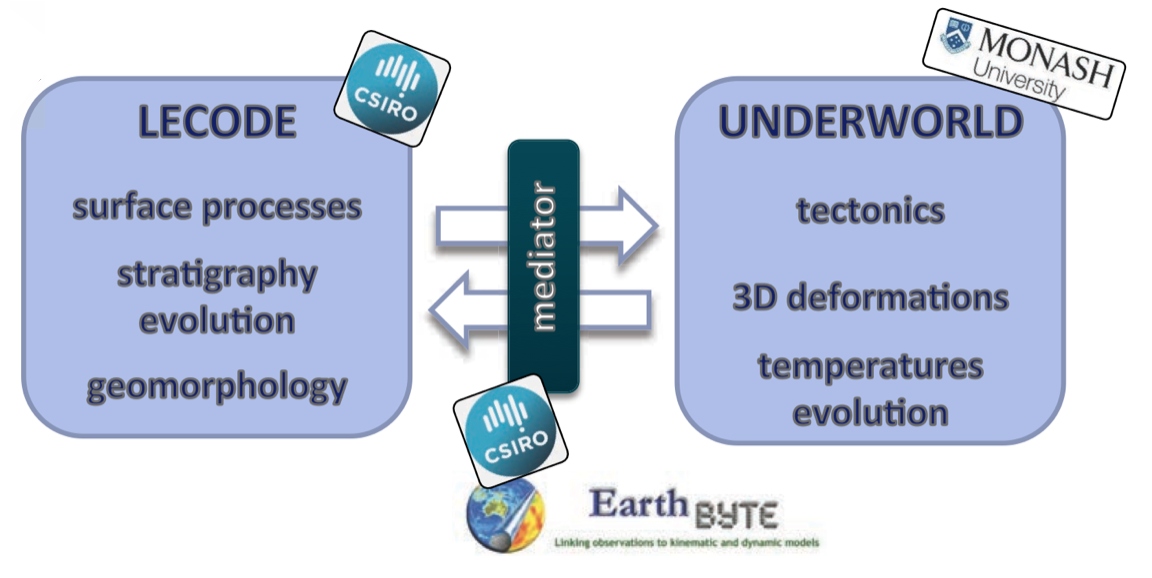 LECODE
surface processes
stratigraphy
evolution
geomorphology
CSIRO
mediator
CSIRO
UNDERWORLD
tectonics
3D deformations
temperatures
evolution
MONASH
University
Earth BYTE
Linking observations to kinematic and dynamic models